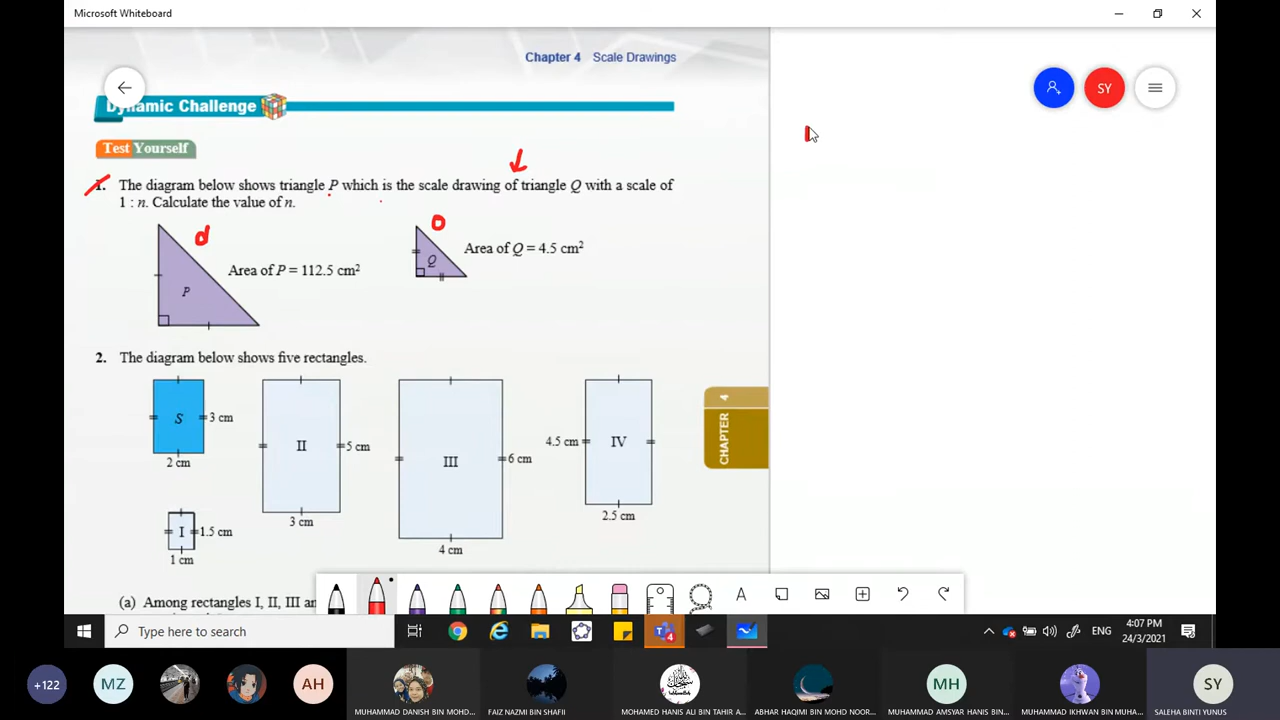 Microsoft Whiteboard
Chapter 4 Scale Drawings
SY
Dynamic Challenge
Test Yourself
1. The diagram below shows triangle P which is the scale drawing of triangle Q with a scale of
1 : n. Calculate the value of n.
d
o
Area of P = 112.5 cm²
P
Area of Q = 4.5 cm²
Q
2. The diagram below shows five rectangles.
S
3 cm
2 cm
II
5 cm
3 cm
III
6 cm
4 cm
IV
4.5 cm
2.5 cm
I
1.5 cm
1 cm
CHAPTER 4
(a) Among rectangles I, II, III an
A
Type here to search
4
ENG
4:07 PM
24/3/2021
+122
MZ
AH
MH
SY
MUHAMMAD DANISH BIN MOHD...
FAIZ NAZMI BIN SHAFII
MOHAMED HANIS ALI BIN TAHIR A...
ABHAR HAQIMI BIN MOHD NOOR...
MUHAMMAD AMSYAR HANIS BIN...
MUHAMMAD IKHWAN BIN MUHA...
SALEHA BINTI YUNUS